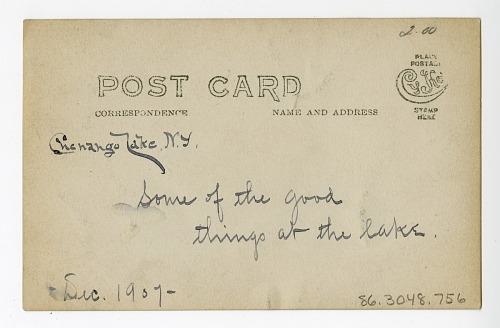 2.00
PLACE
POSTAGE
STAMP
HERE
POST CARD
CORRESPONDENCE
NAME AND ADDRESS
Chenango Lake, N.Y.
Some of the good
things at the lake.
-Dec. 1907-
86.3048.756